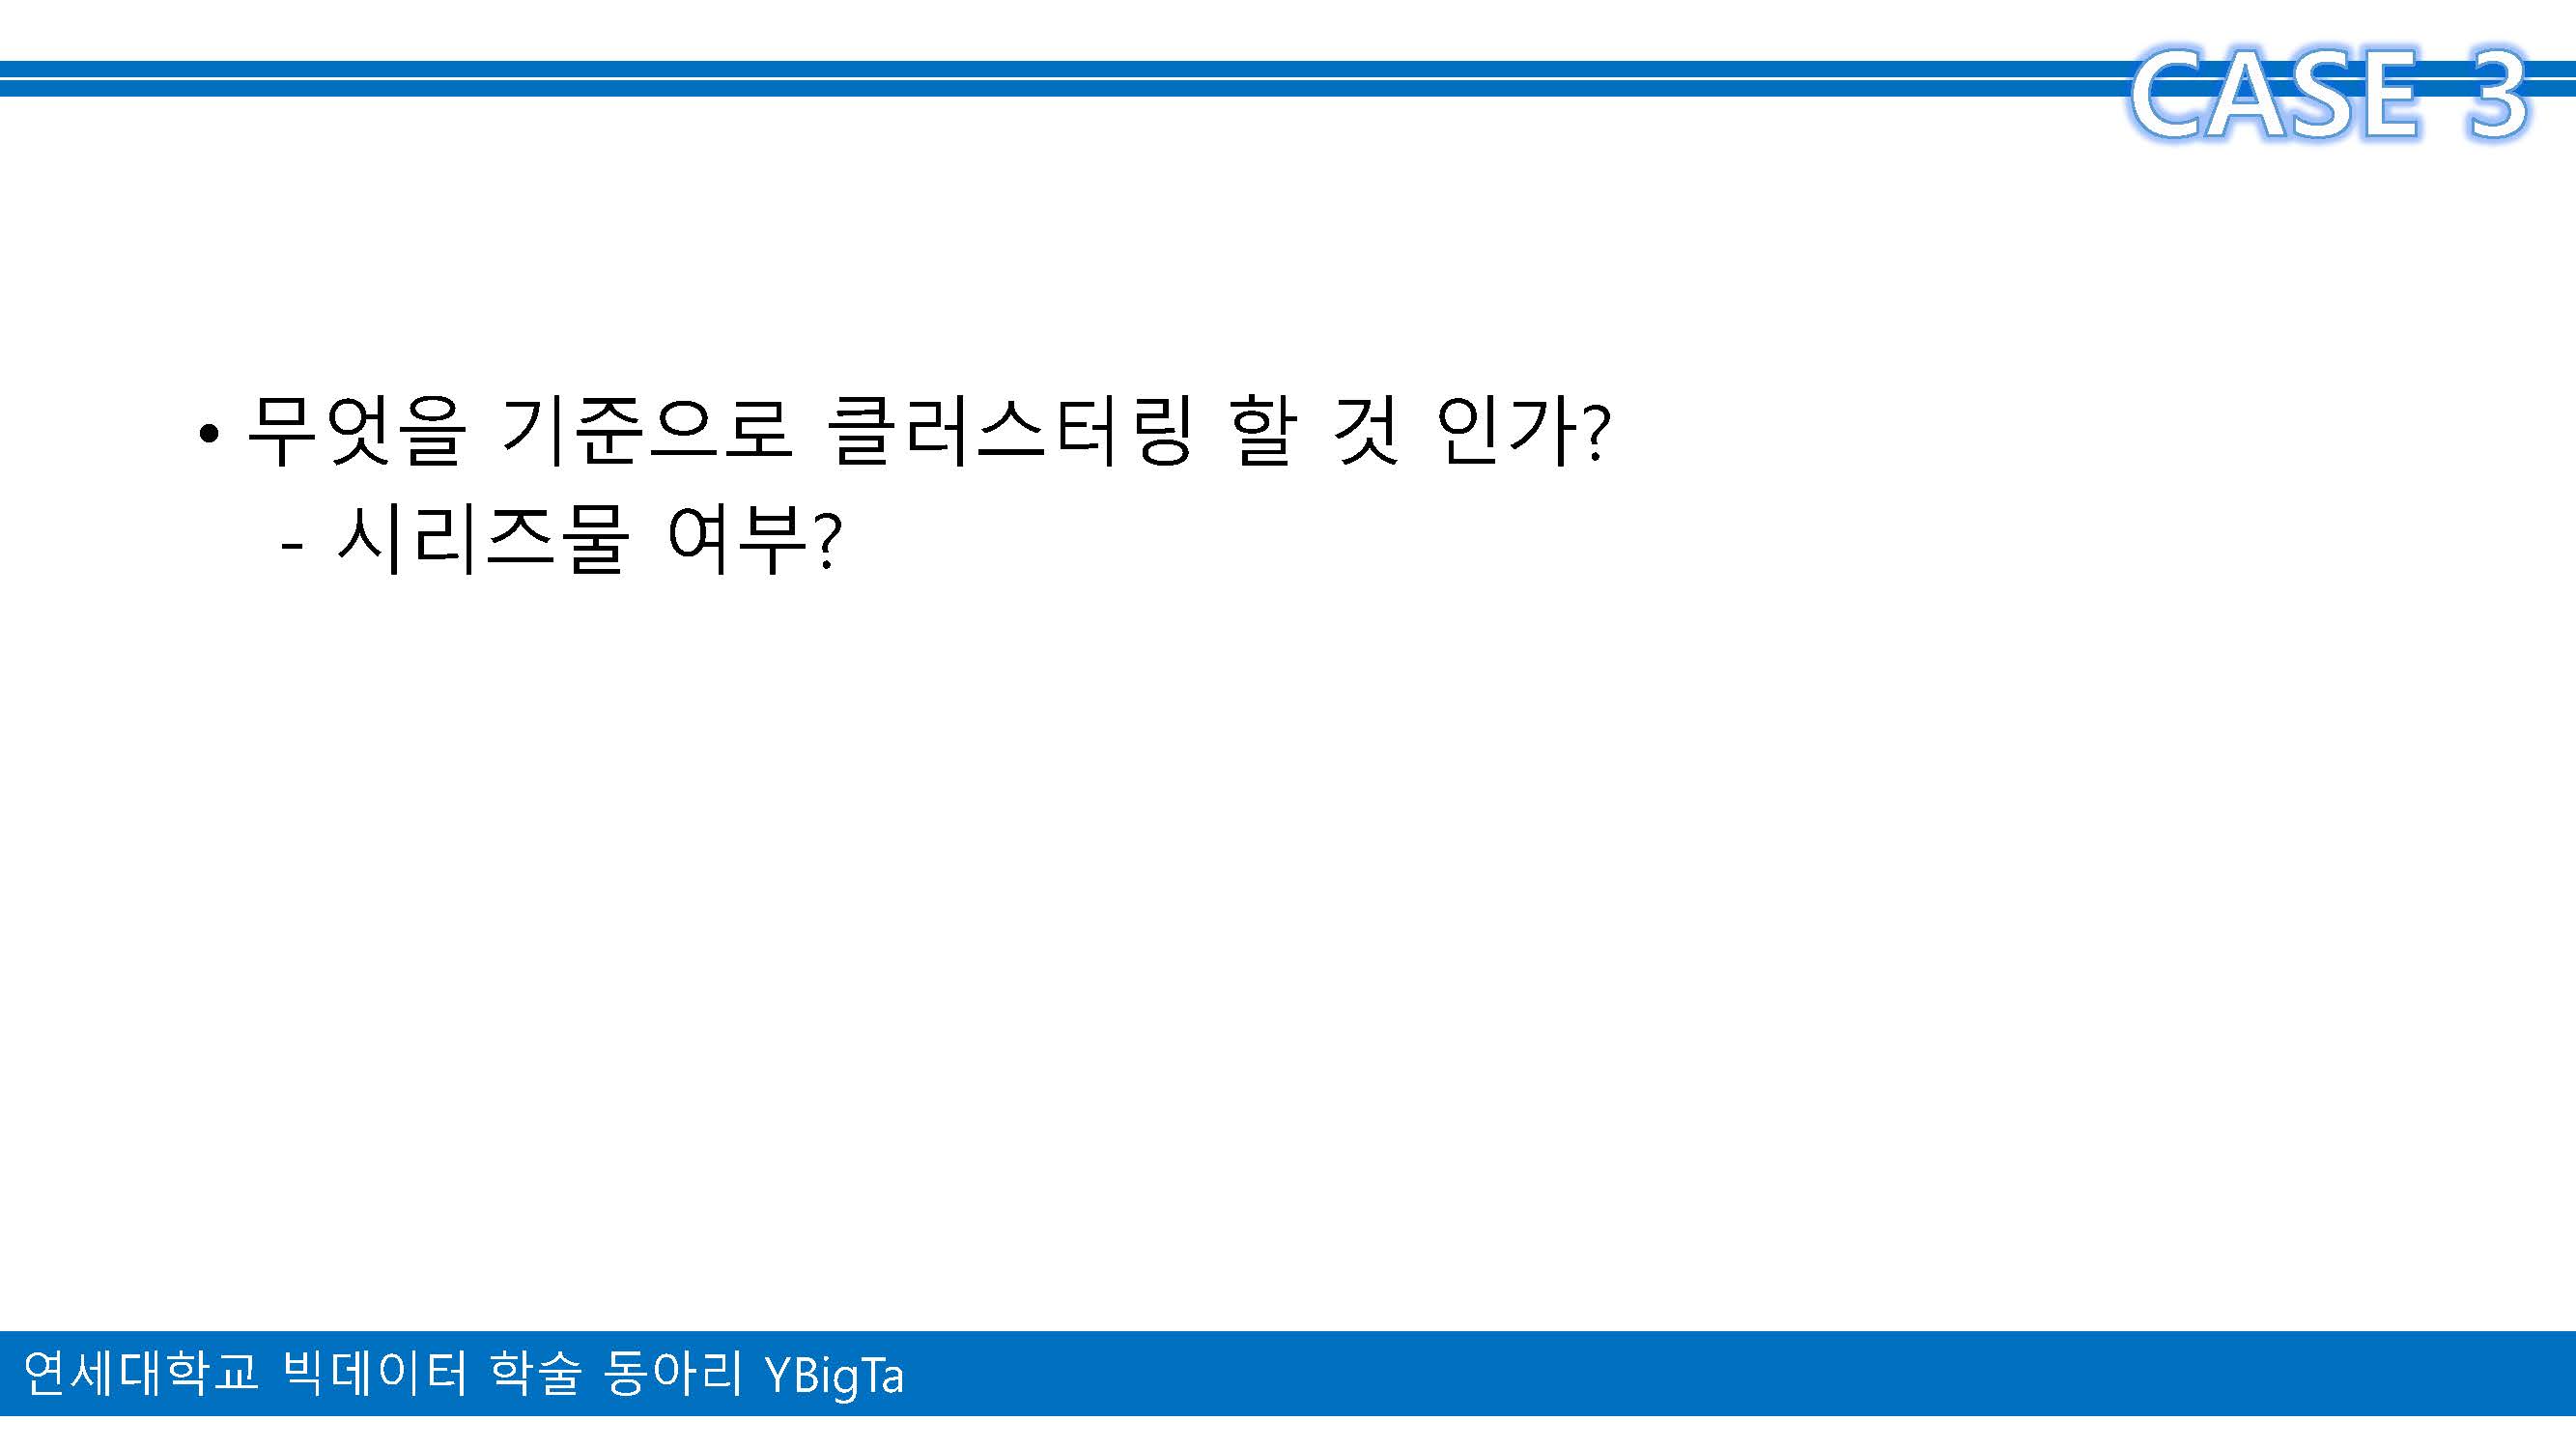 CASE 3
• 무엇을 기준으로 클러스터링 할 것 인가?
- 시리즈물 여부?
연세대학교 빅데이터 학술 동아리 YBigTa